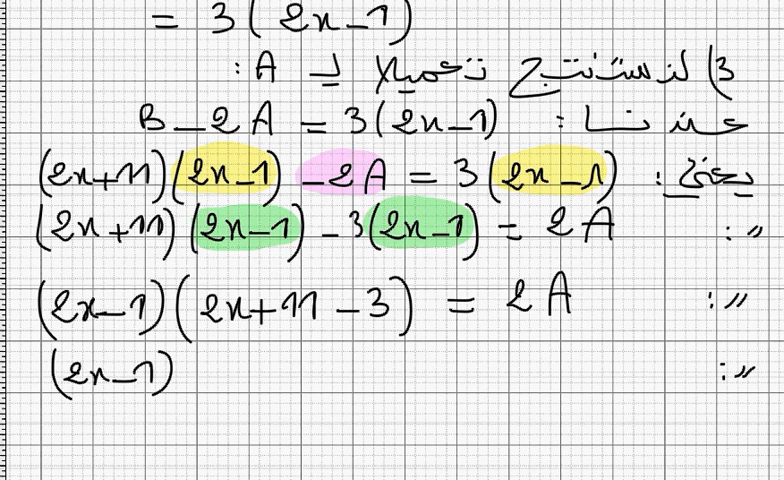 = 3(2x-1)
3) لنستنتج تعميلا لـ A :
عندنا : B - 2A = 3(2x-1)
يعني : (2x+11)(2x-1) - 2A = 3(2x-1)
〃 : (2x+11)(2x-1) - 3(2x-1) = 2A
〃 : (2x-1)(2x+11-3) = 2A
〃 : (2x-1)